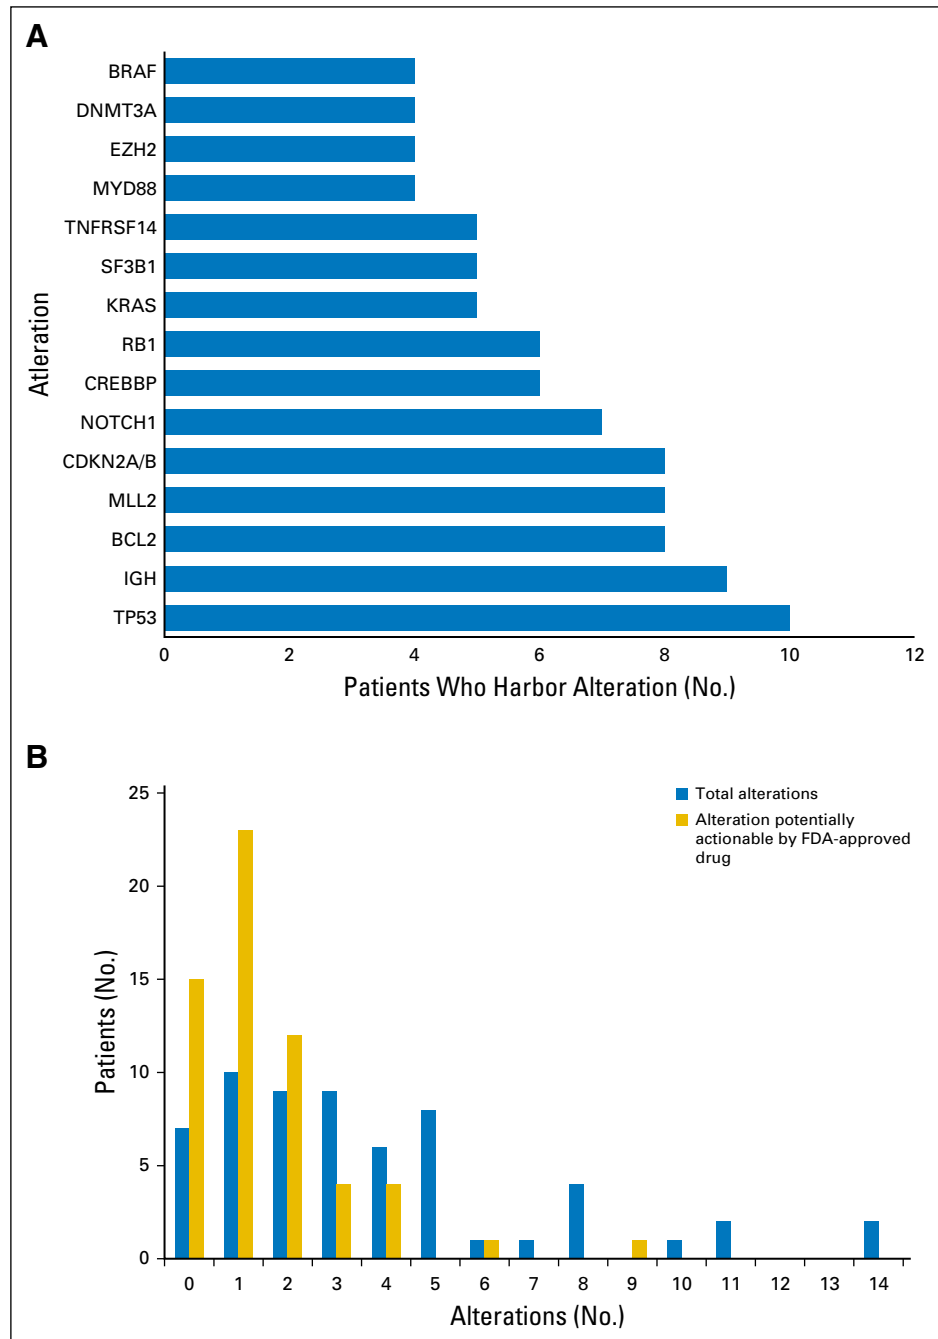 A
BRAF
DNMT3A
EZH2
MYD88
TNFRSF14
SF3B1
KRAS
RB1
CREBBP
NOTCH1
CDKN2A/B
MLL2
BCL2
IGH
TP53
Atleration
0 2 4 6 8 10 12
Patients Who Harbor Alteration (No.)
B
25
20
15
10
5
0
Patients (No.)
Total alterations
Alteration potentially
actionable by FDA-approved
drug
0 1 2 3 4 5 6 7 8 9 10 11 12 13 14
Alterations (No.)